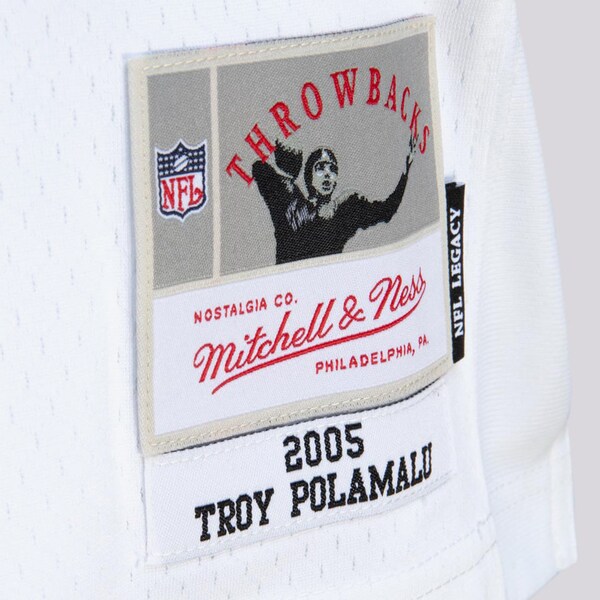 THROWBACKS
NFL
NOSTALGIA CO.
Mitchell & Ness
PHILADELPHIA, PA.
NFL LEGACY
2005
TROY POLAMALU